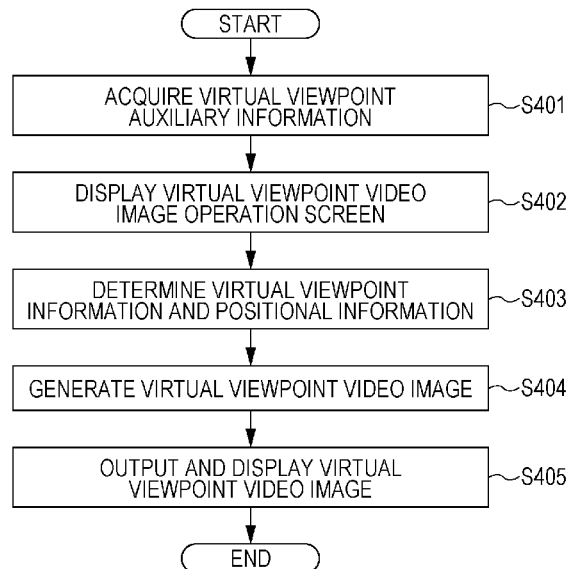 START
ACQUIRE VIRTUAL VIEWPOINT
AUXILIARY INFORMATION
S401
DISPLAY VIRTUAL VIEWPOINT VIDEO
IMAGE OPERATION SCREEN
S402
DETERMINE VIRTUAL VIEWPOINT
INFORMATION AND POSITIONAL INFORMATION
S403
GENERATE VIRTUAL VIEWPOINT VIDEO IMAGE
S404
OUTPUT AND DISPLAY VIRTUAL
VIEWPOINT VIDEO IMAGE
S405
END